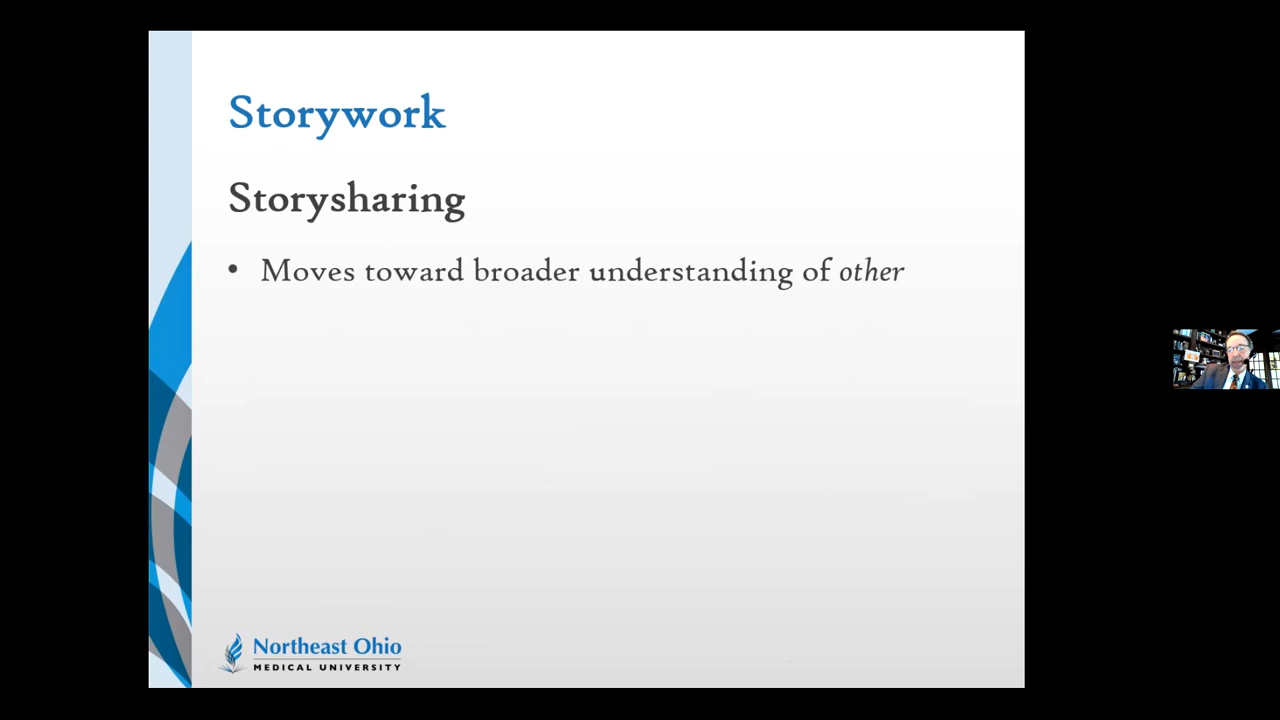 Storywork
Storysharing
• Moves toward broader understanding of other
Northeast Ohio
MEDICAL UNIVERSITY